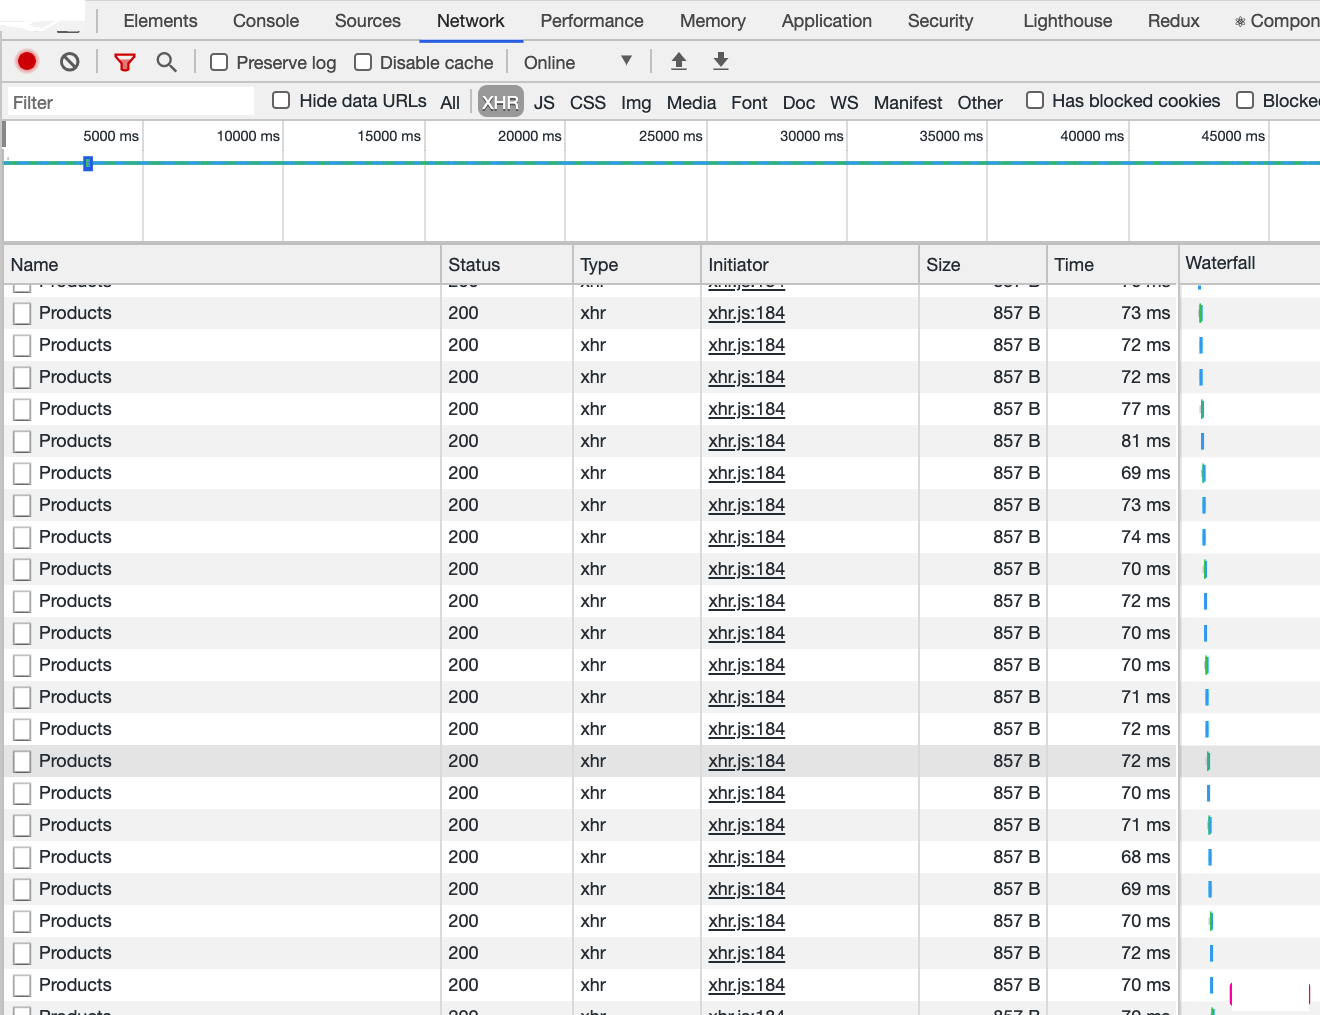 Elements Console Sources Network Performance Memory Application Security Lighthouse Redux ⚛ Compon
Preserve log Disable cache Online
Filter Hide data URLs All XHR JS CSS Img Media Font Doc WS Manifest Other Has blocked cookies Blocke
5000 ms 10000 ms 15000 ms 20000 ms 25000 ms 30000 ms 35000 ms 40000 ms 45000 ms
Name Status Type Initiator Size Time Waterfall
Products 200 xhr xhr.js:184 857 B 73 ms
Products 200 xhr xhr.js:184 857 B 72 ms
Products 200 xhr xhr.js:184 857 B 72 ms
Products 200 xhr xhr.js:184 857 B 77 ms
Products 200 xhr xhr.js:184 857 B 81 ms
Products 200 xhr xhr.js:184 857 B 69 ms
Products 200 xhr xhr.js:184 857 B 73 ms
Products 200 xhr xhr.js:184 857 B 74 ms
Products 200 xhr xhr.js:184 857 B 70 ms
Products 200 xhr xhr.js:184 857 B 72 ms
Products 200 xhr xhr.js:184 857 B 70 ms
Products 200 xhr xhr.js:184 857 B 70 ms
Products 200 xhr xhr.js:184 857 B 71 ms
Products 200 xhr xhr.js:184 857 B 72 ms
Products 200 xhr xhr.js:184 857 B 72 ms
Products 200 xhr xhr.js:184 857 B 70 ms
Products 200 xhr xhr.js:184 857 B 71 ms
Products 200 xhr xhr.js:184 857 B 68 ms
Products 200 xhr xhr.js:184 857 B 69 ms
Products 200 xhr xhr.js:184 857 B 70 ms
Products 200 xhr xhr.js:184 857 B 72 ms
Products 200 xhr xhr.js:184 857 B 70 ms